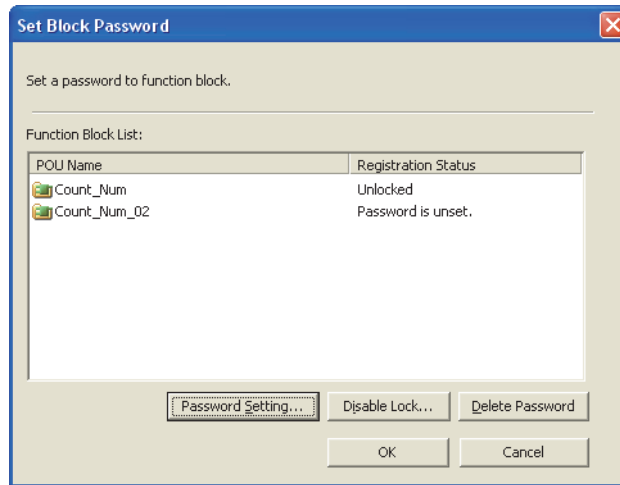 Set Block Password
Set a password to function block.
Function Block List:
POU Name Registration Status
Count_Num Unlocked
Count_Num_02 Password is unset.
Password Setting... Disable Lock... Delete Password
OK Cancel